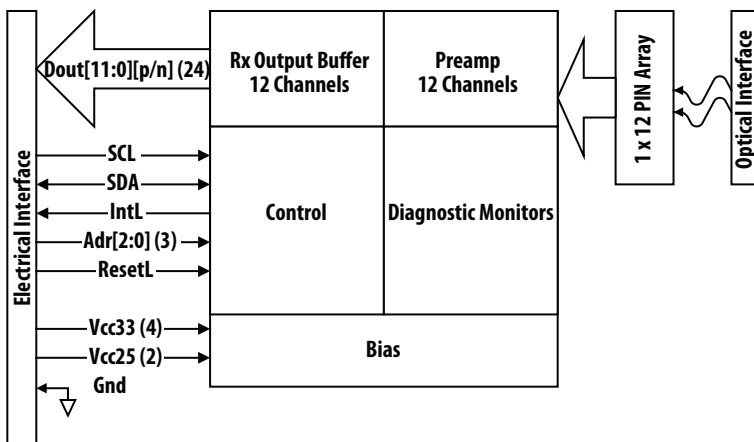 Electrical Interface
Dout[11:0][p/n] (24)
Rx Output Buffer
12 Channels
Preamp
12 Channels
1 x 12 PIN Array
Optical Interface
SCL
SDA
IntL
Adr[2:0] (3)
ResetL
Control
Diagnostic Monitors
Vcc33 (4)
Vcc25 (2)
Gnd
Bias